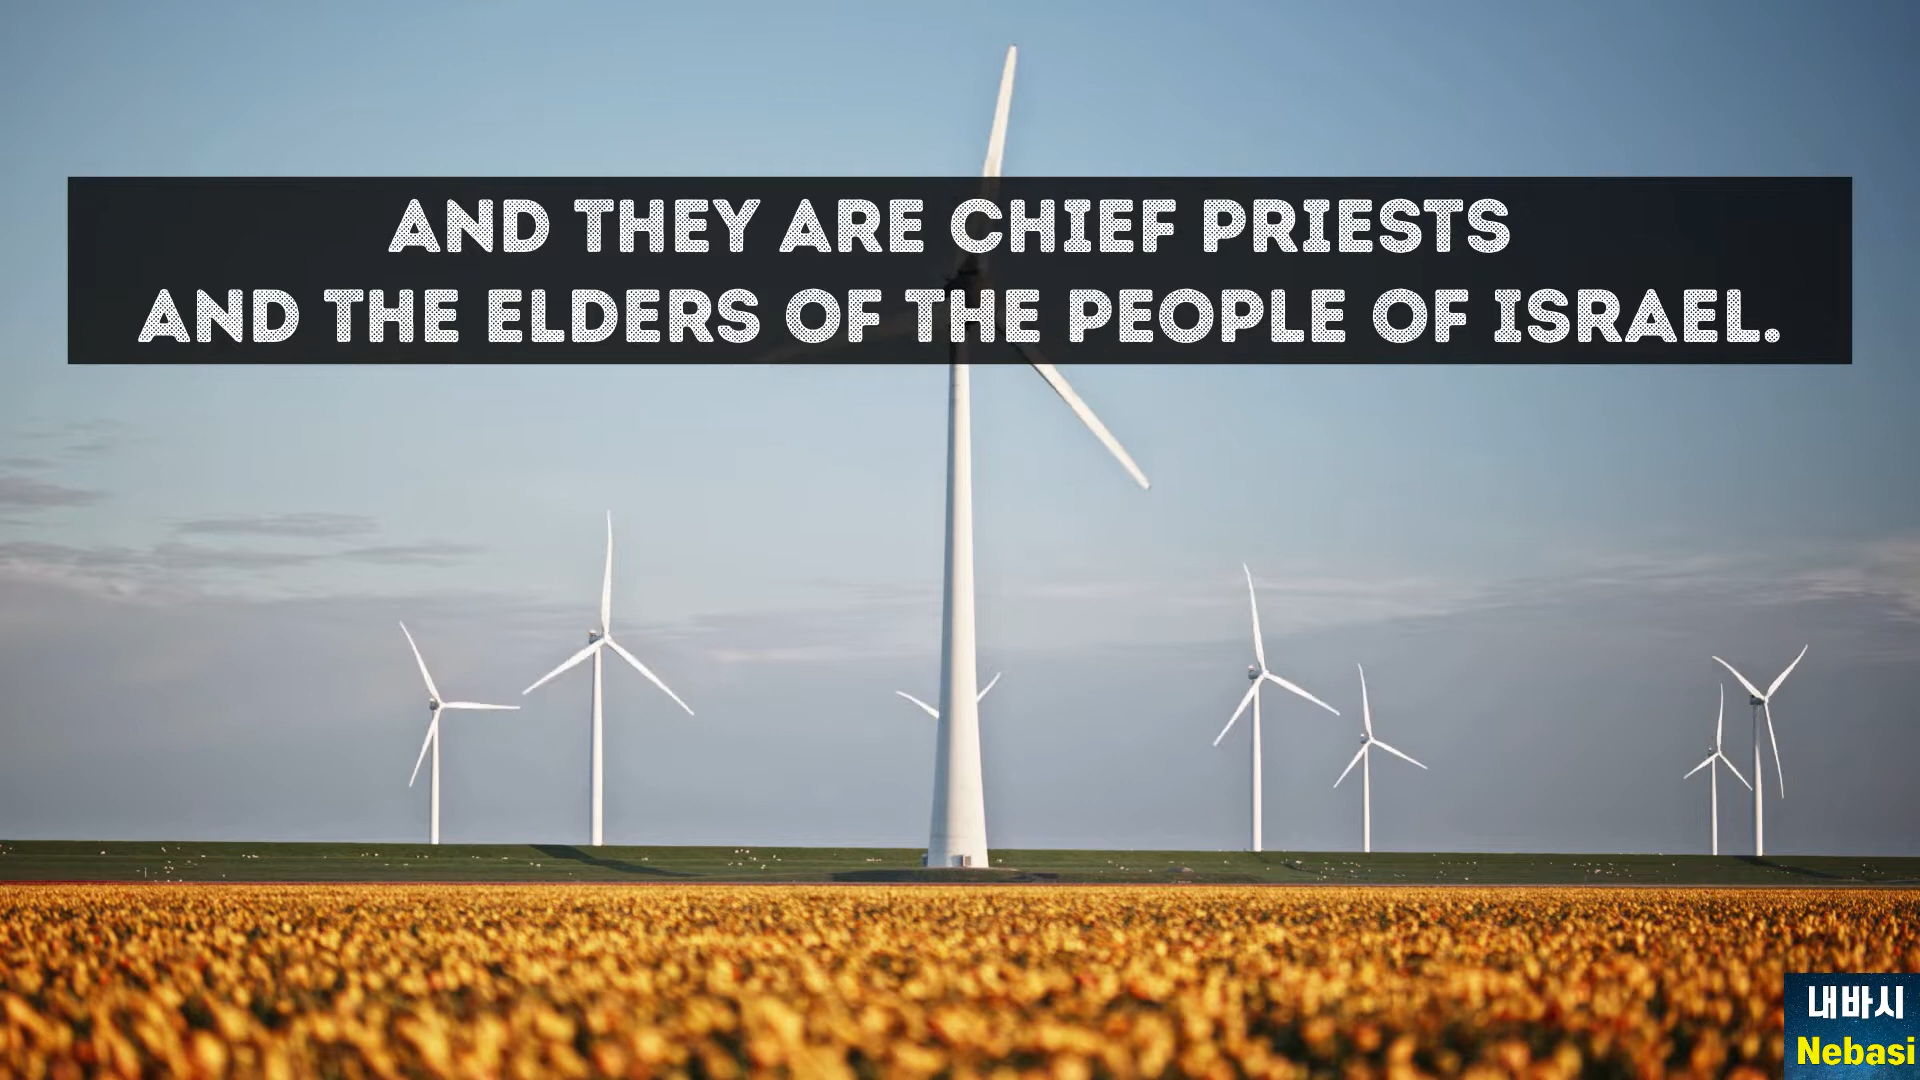 AND THEY ARE CHIEF PRIESTS
AND THE ELDERS OF THE PEOPLE OF ISRAEL.
내바시
Nebasi